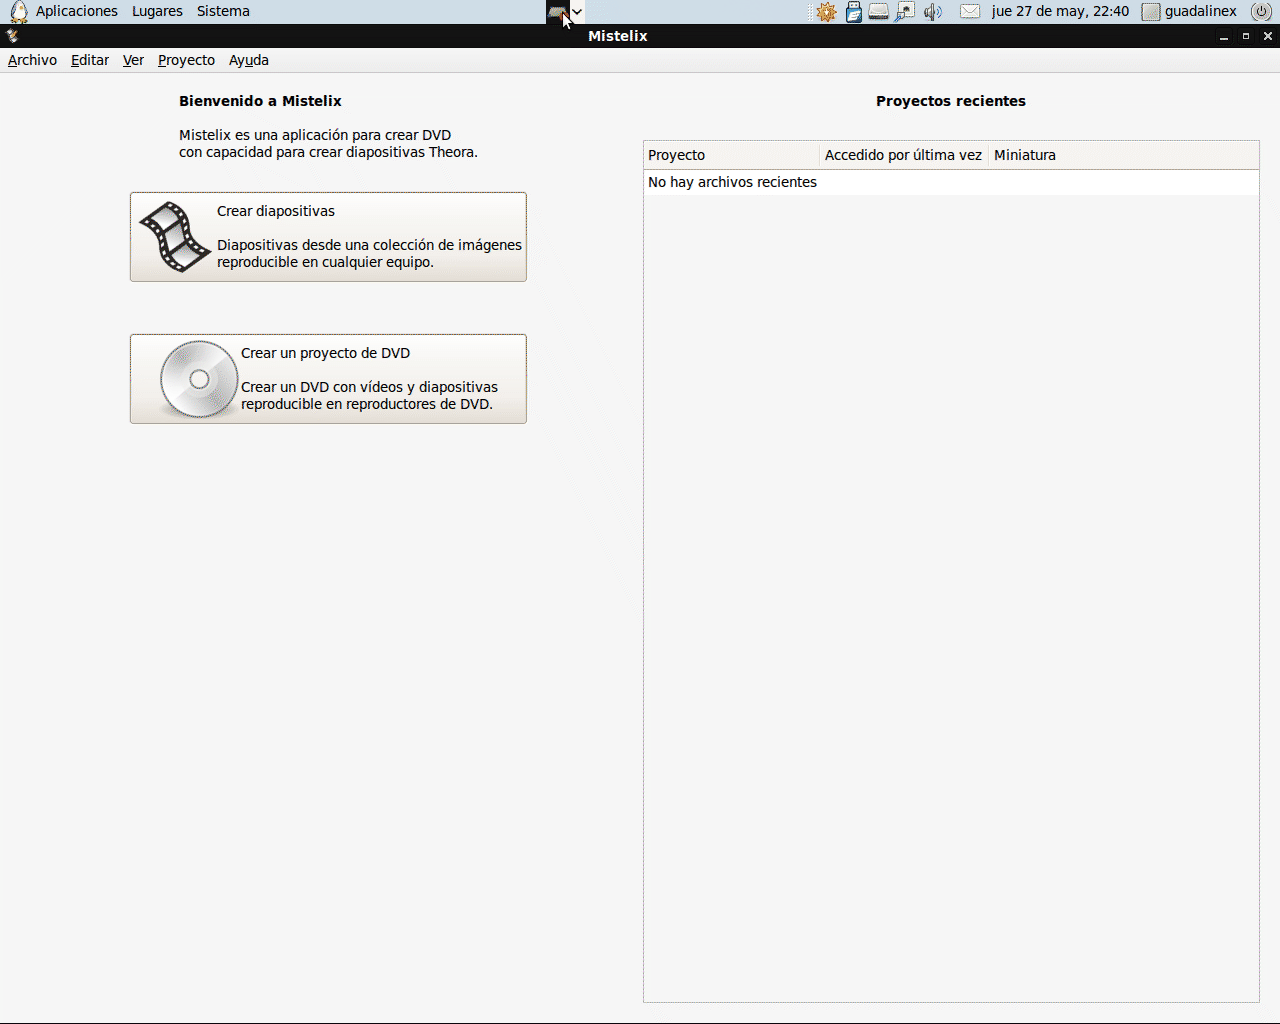 Aplicaciones Lugares Sistema jue 27 de may, 22:40 guadalinex
Mistelix
Archivo Editar Ver Proyecto Ayuda
Bienvenido a Mistelix
Mistelix es una aplicación para crear DVD
con capacidad para crear diapositivas Theora.
Crear diapositivas
Diapositivas desde una colección de imágenes
reproducible en cualquier equipo.
Crear un proyecto de DVD
Crear un DVD con vídeos y diapositivas
reproducible en reproductores de DVD.
Proyectos recientes
Proyecto Accedido por última vez Miniatura
No hay archivos recientes